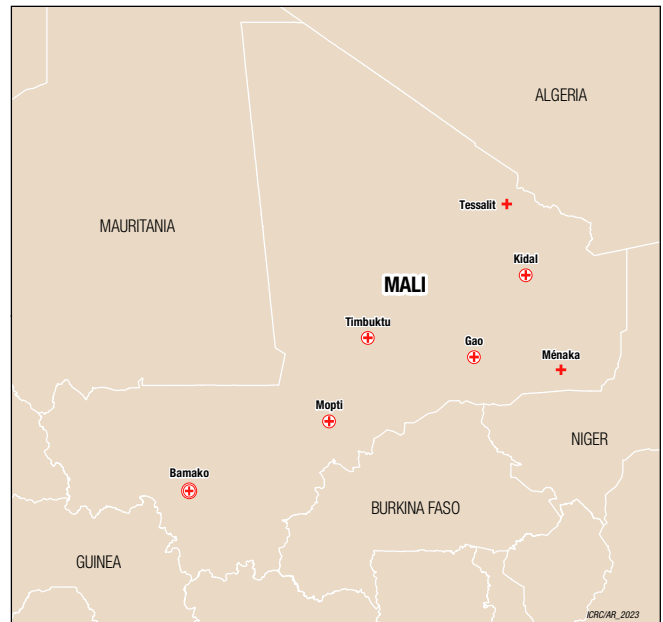 ALGERIA
Tessalit
MAURITANIA
Kidal
MALI
Timbuktu
Gao
Ménaka
Mopti
NIGER
Bamako
BURKINA FASO
GUINEA
ICRC/AR_2023